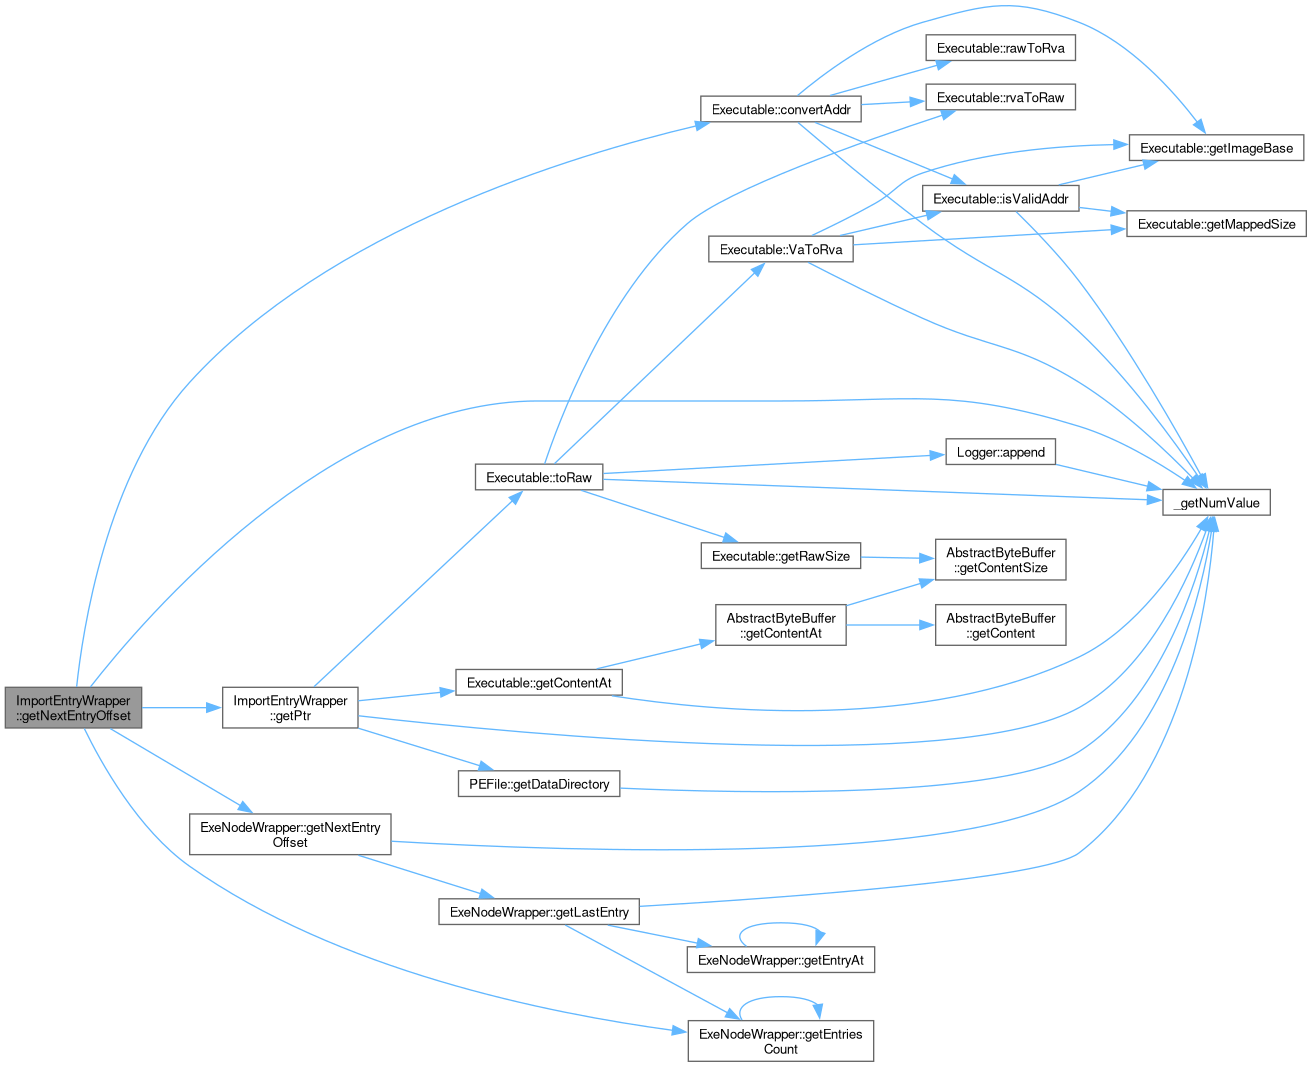 Executable::rawToRva
Executable::convertAddr
Executable::rvaToRaw
Executable::getImageBase
Executable::isValidAddr
Executable::getMappedSize
Executable::VaToRva
Logger::append
Executable::toRaw
_getNumValue
Executable::getRawSize
AbstractByteBuffer
::getContentSize
AbstractByteBuffer
::getContentAt
AbstractByteBuffer
::getContent
Executable::getContentAt
ImportEntryWrapper
::getNextEntryOffset
ImportEntryWrapper
::getPtr
PEFile::getDataDirectory
ExeNodeWrapper::getNextEntry
Offset
ExeNodeWrapper::getLastEntry
ExeNodeWrapper::getEntryAt
ExeNodeWrapper::getEntries
Count